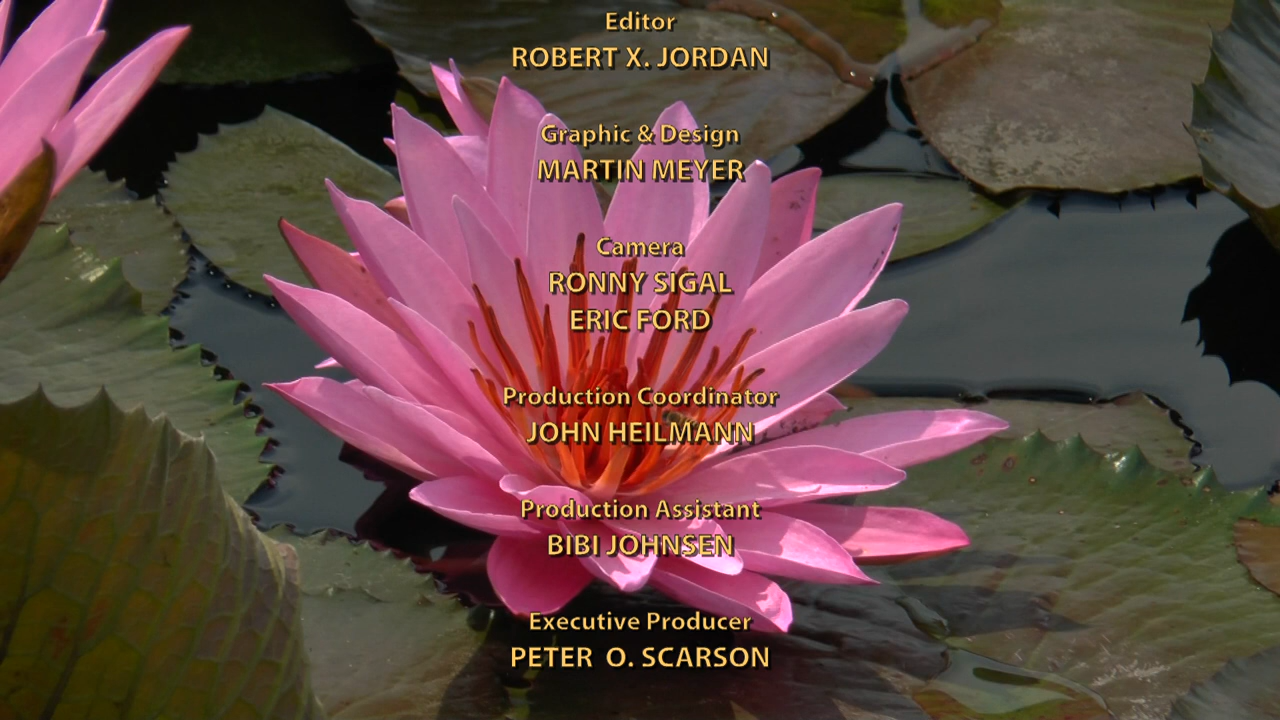 Editor
ROBERT X. JORDAN
Graphic & Design
MARTIN MEYER
Camera
RONNY SIGAL
ERIC FORD
Production Coordinator
JOHN HEILMANN
Production Assistant
BIBI JOHNSEN
Executive Producer
PETER O. SCARSON